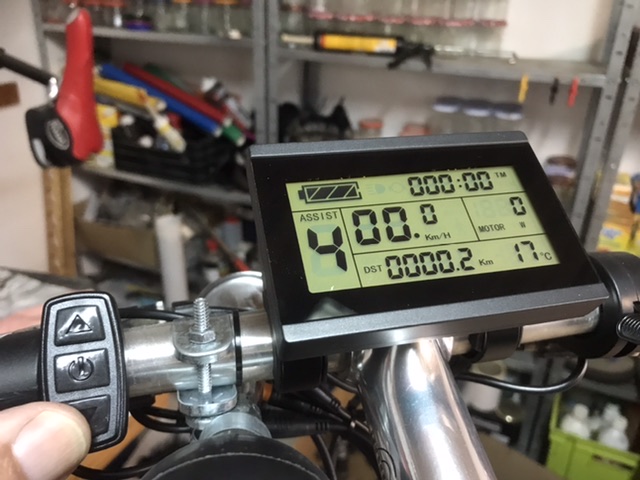 000:00 TM
ASSIST 4
00.0 Km/H
0 MOTOR W
DST 0000.2 Km 17 °C